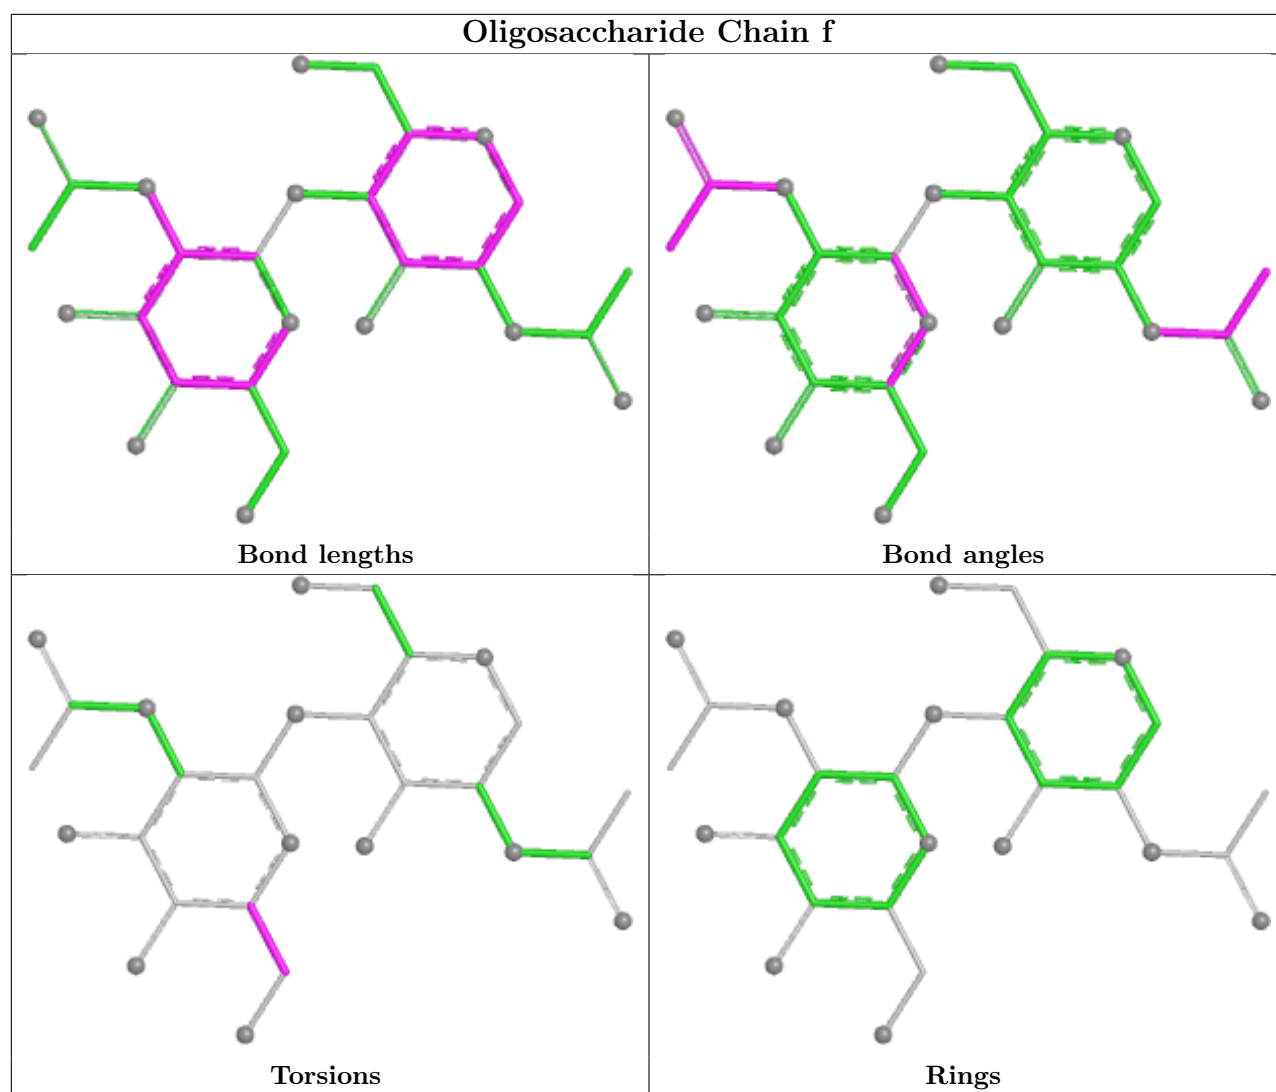 Oligosaccharide Chain f
Bond lengths
Bond angles
Torsions
Rings